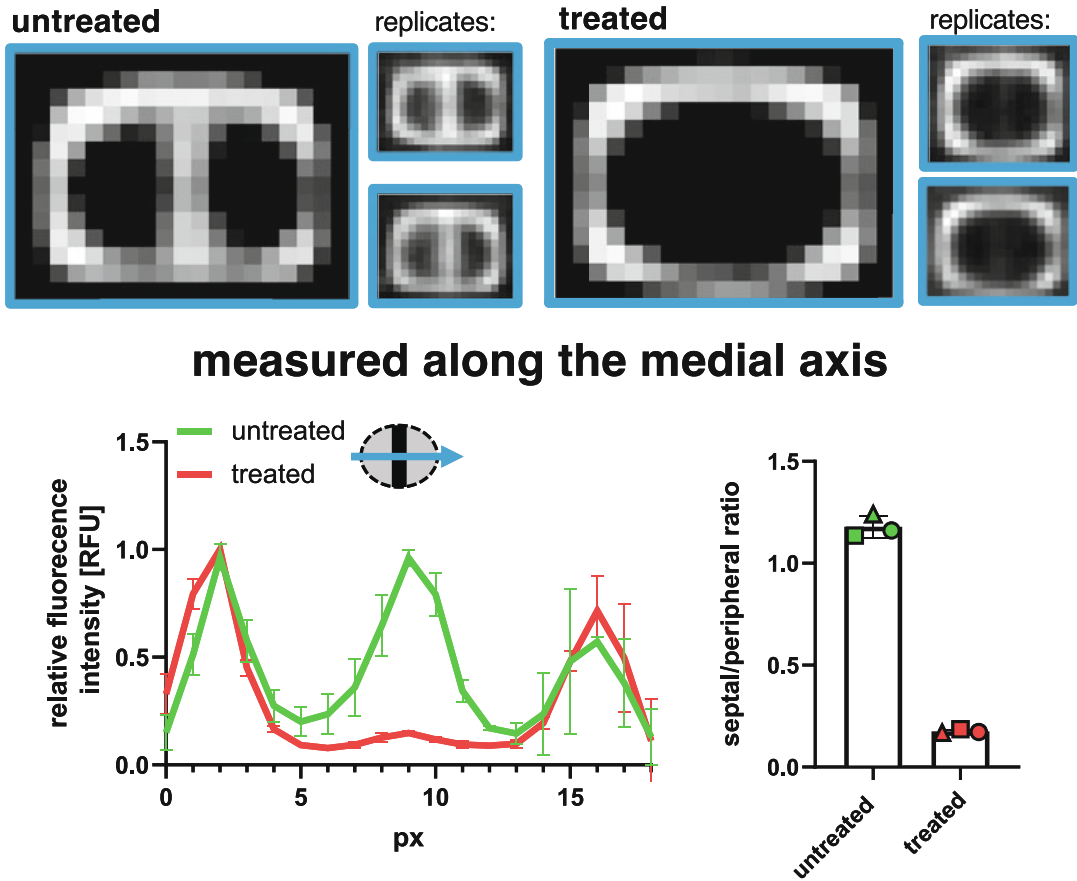 untreated
replicates:
treated
replicates:
measured along the medial axis
untreated
treated
relative fluorecence
intensity [RFU]
1.5
1.0
0.5
0.0
0
5
10
15
px
septal/peripheral ratio
1.5
1.0
0.5
0.0
untreated
treated